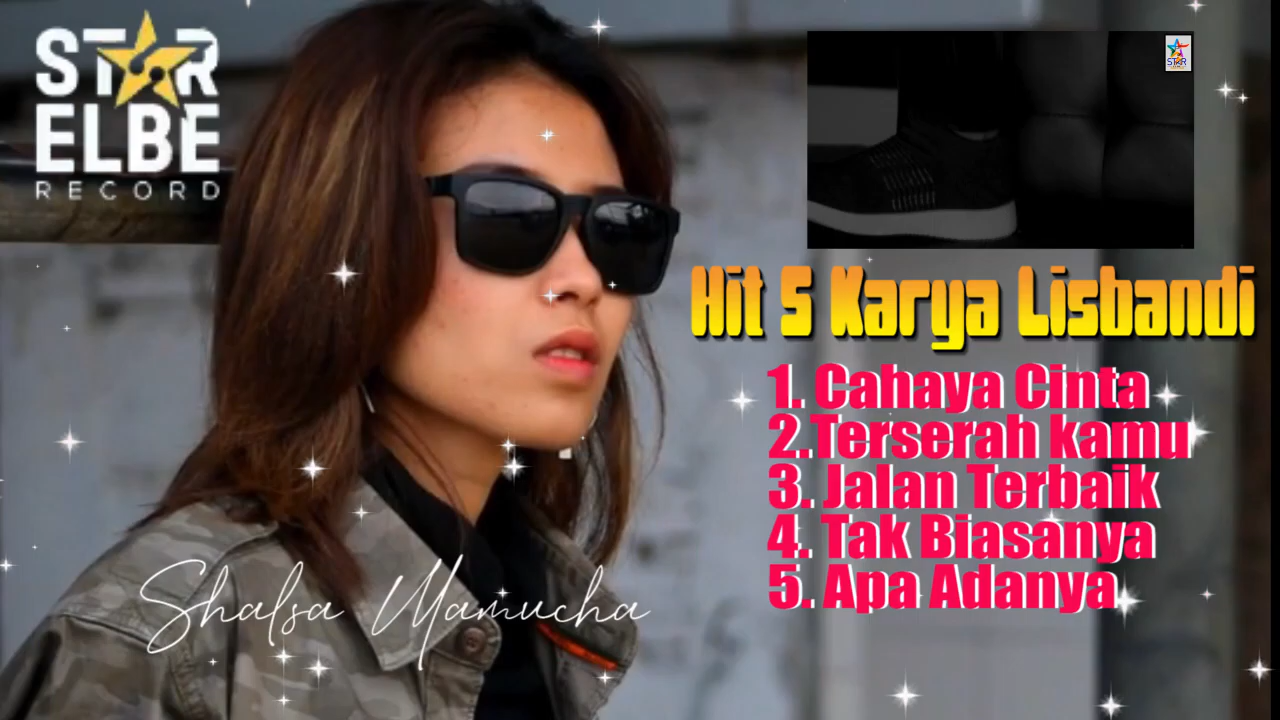 STAR
ELBE
RECORD
STAR
Hit 5 Karya Lisbandi
1. Cahaya Cinta
2.Terserah kamu
3. Jalan Terbaik
4. Tak Biasanya
5. Apa Adanya
Shalsa Mamucha